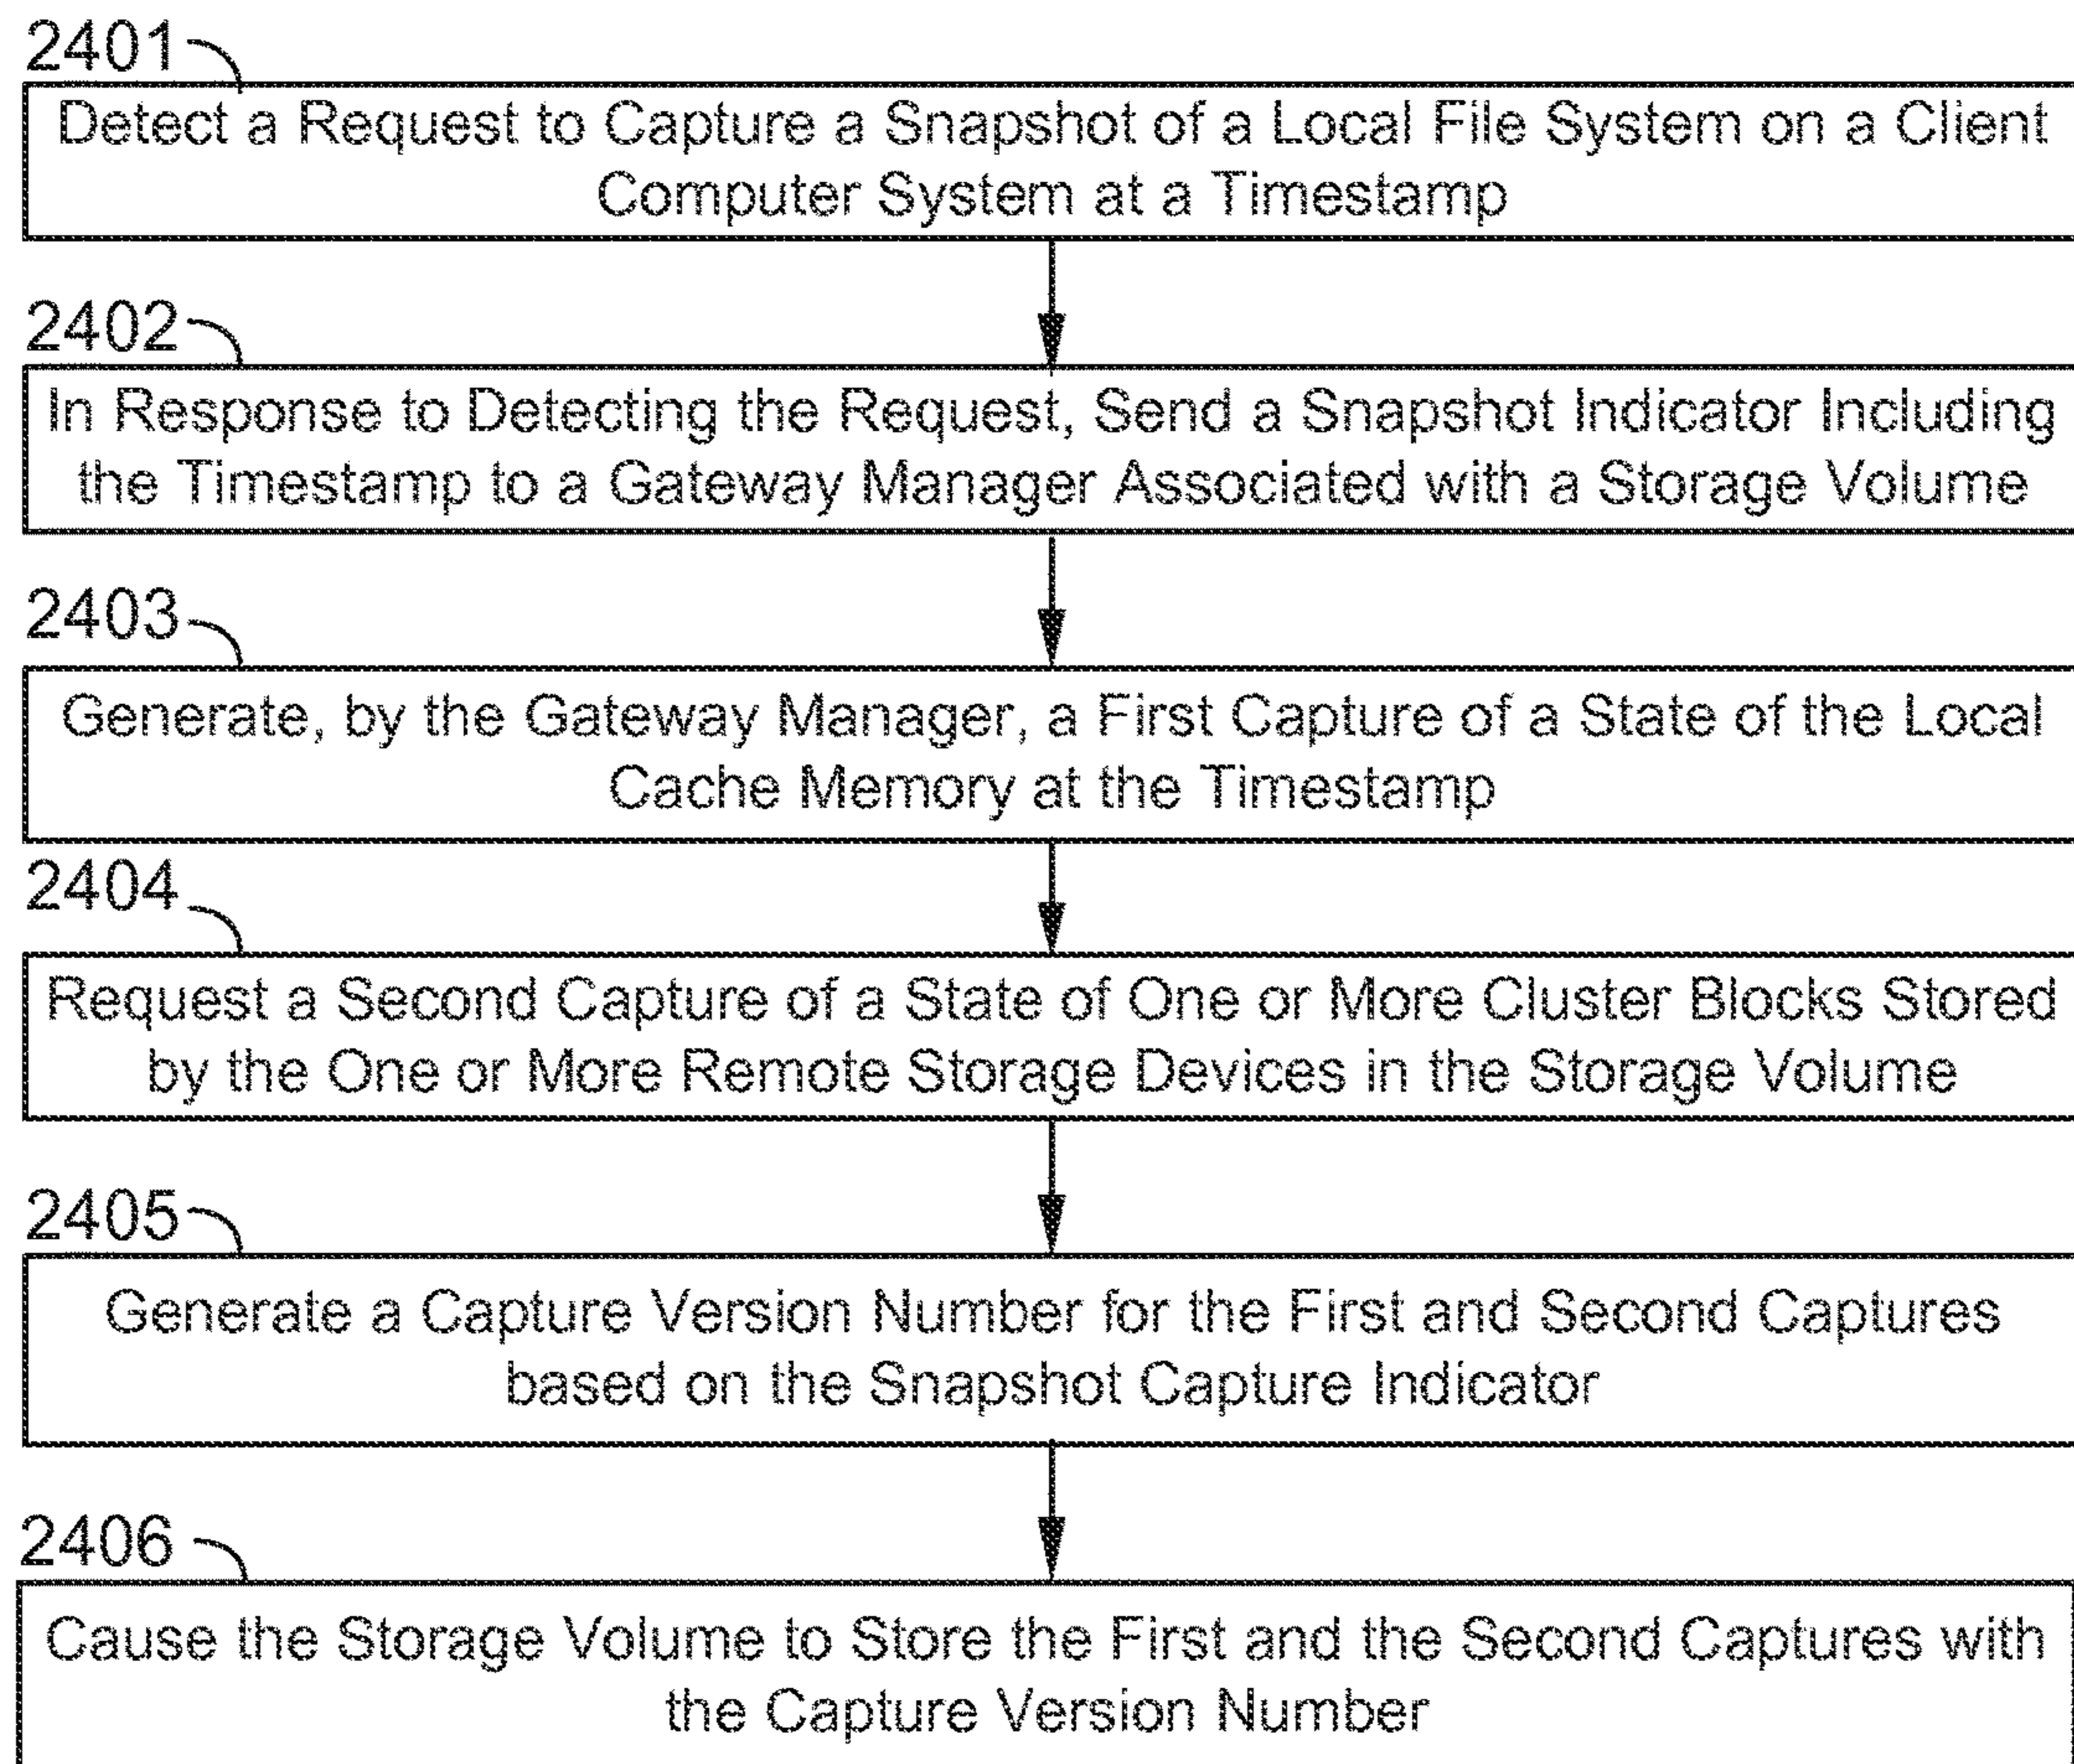 2401
Detect a Request to Capture a Snapshot of a Local File System on a Client
Computer System at a Timestamp
2402
In Response to Detecting the Request, Send a Snapshot Indicator Including
the Timestamp to a Gateway Manager Associated with a Storage Volume
2403
Generate, by the Gateway Manager, a First Capture of a State of the Local
Cache Memory at the Timestamp
2404
Request a Second Capture of a State of One or More Cluster Blocks Stored
by the One or More Remote Storage Devices in the Storage Volume
2405
Generate a Capture Version Number for the First and Second Captures
based on the Snapshot Capture Indicator
2406
Cause the Storage Volume to Store the First and the Second Captures with
the Capture Version Number